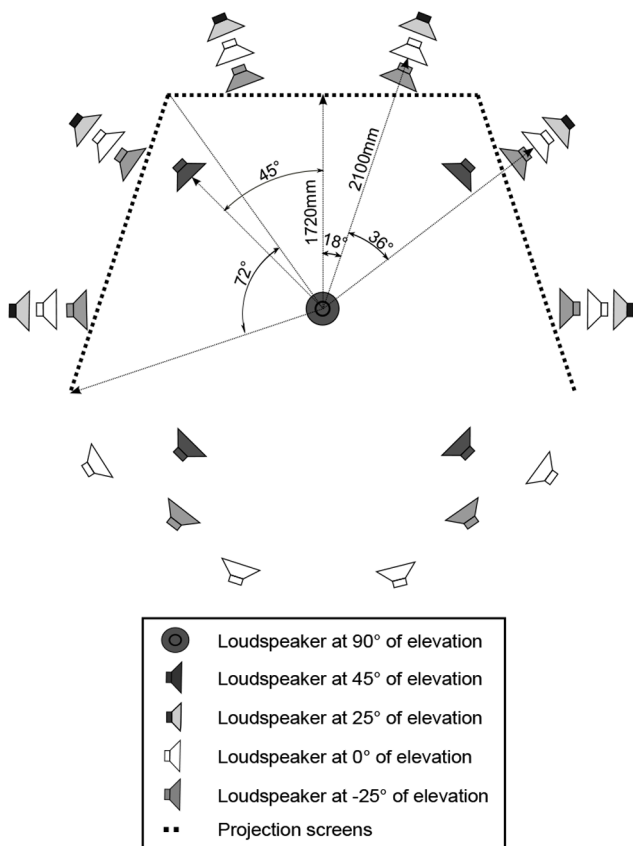 45°
1720mm
2100mm
18°
36°
72°
Loudspeaker at 90° of elevation
Loudspeaker at 45° of elevation
Loudspeaker at 25° of elevation
Loudspeaker at 0° of elevation
Loudspeaker at -25° of elevation
Projection screens